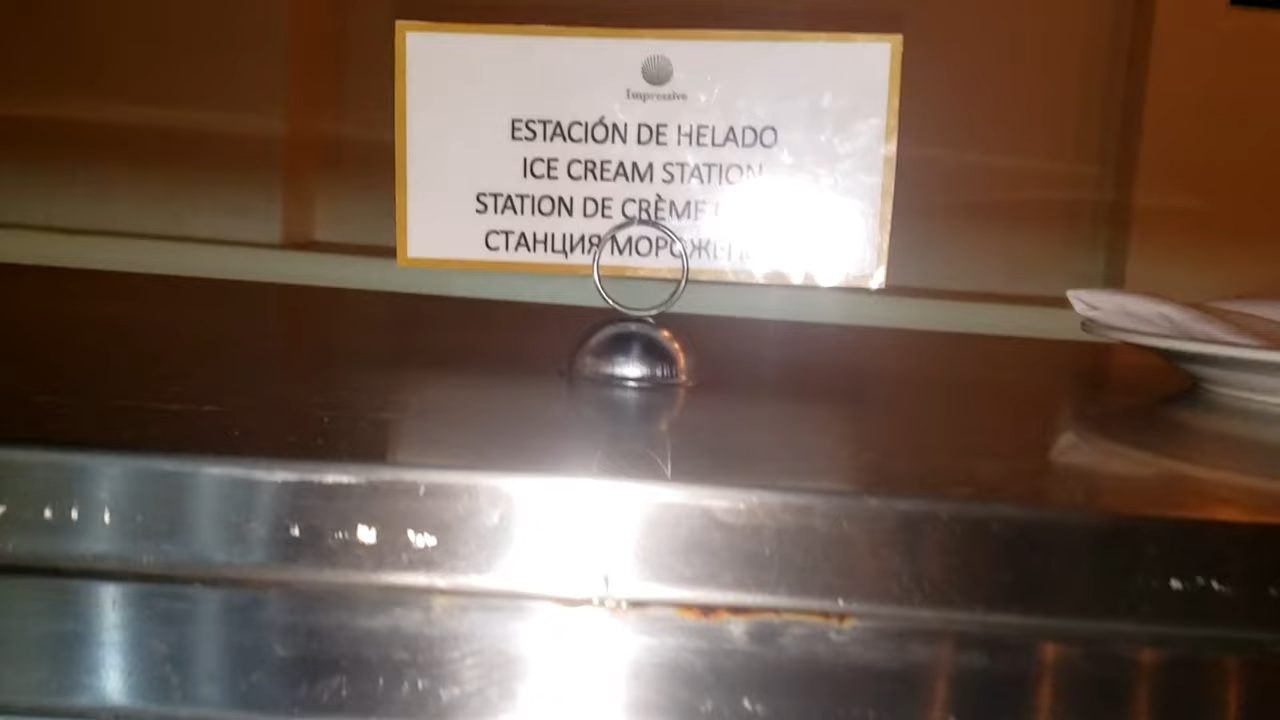 Impressive
ESTACIÓN DE HELADO
ICE CREAM STATION
STATION DE CRÈME
СТАНЦИЯ